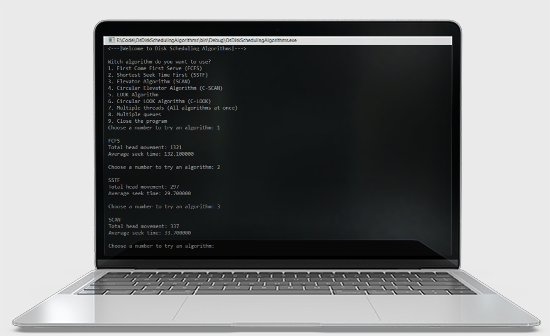 E:\Code\OsDiskSchedulingAlgorithms\bin\Debug\OsDiskSchedulingAlgorithms.exe
<---|Welcome to Disk Scheduling Algorithms|--->
Witch algorithm do you want to use?
1. First Come First Serve (FCFS)
2. Shortest Seek Time First (SSTF)
3. Elevator Algorithm (SCAN)
4. Circular Elevator Algorithm (C-SCAN)
5. LOOK Algorithm
6. Circular LOOK algorithm (C-LOOK)
7. Multiple threads (All algorithms at once)
8. Multiple queues
9. Close the program
Choose a number to try an algorithm: 1
FCFS
Total head movement: 1321
Average seek time: 132.100000
Choose a number to try an algorithm: 2
SSTF
Total head movement: 297
Average seek time: 29.700000
Choose a number to try an algorithm: 3
SCAN
Total head movement: 337
Average seek time: 33.700000
Choose a number to try an algorithm: